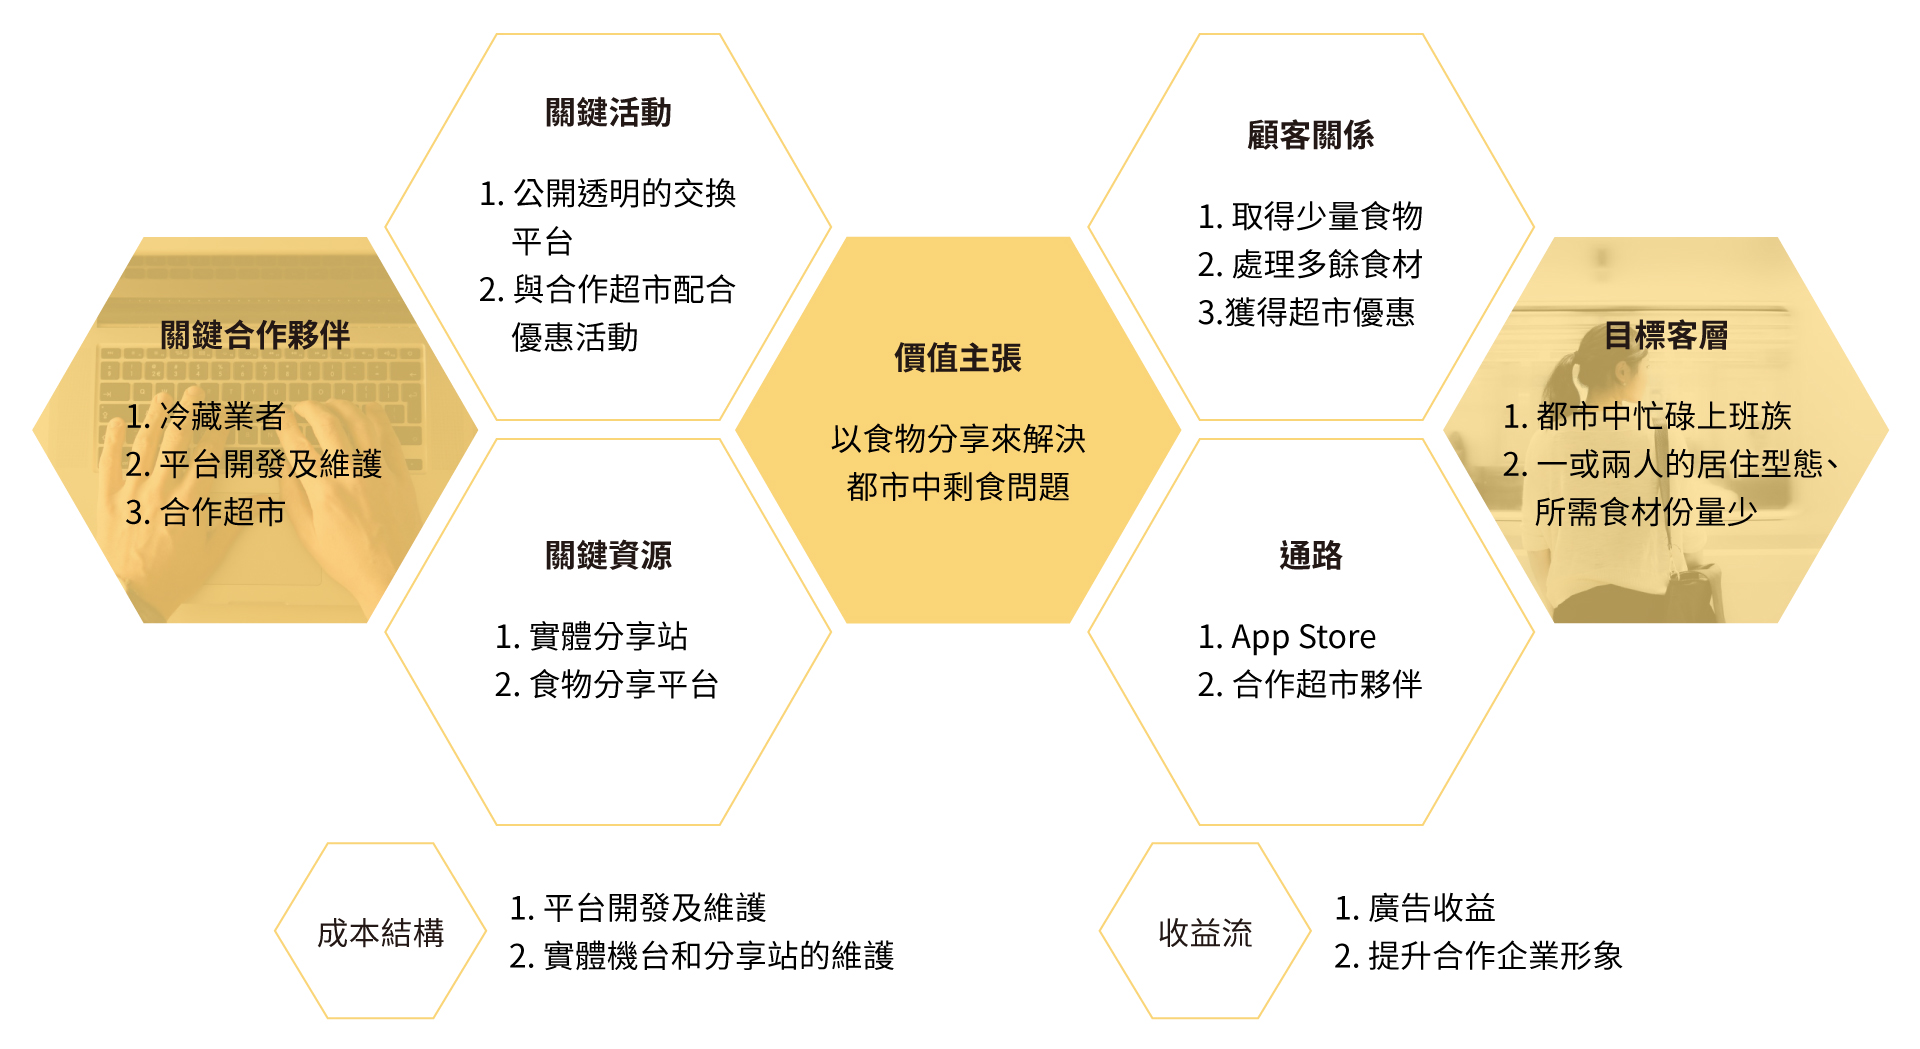 關鍵合作夥伴
1. 冷藏業者
2. 平台開發及維護
3. 合作超市
關鍵活動
1. 公開透明的交換
平台
2. 與合作超市配合
優惠活動
關鍵資源
1. 實體分享站
2. 食物分享平台
價值主張
以食物分享來解決
都市中剩食問題
顧客關係
1. 取得少量食物
2. 處理多餘食材
3.獲得超市優惠
通路
1. App Store
2. 合作超市夥伴
目標客層
1. 都市中忙碌上班族
2. 一或兩人的居住型態、
所需食材份量少
成本結構
1. 平台開發及維護
2. 實體機台和分享站的維護
收益流
1. 廣告收益
2. 提升合作企業形象